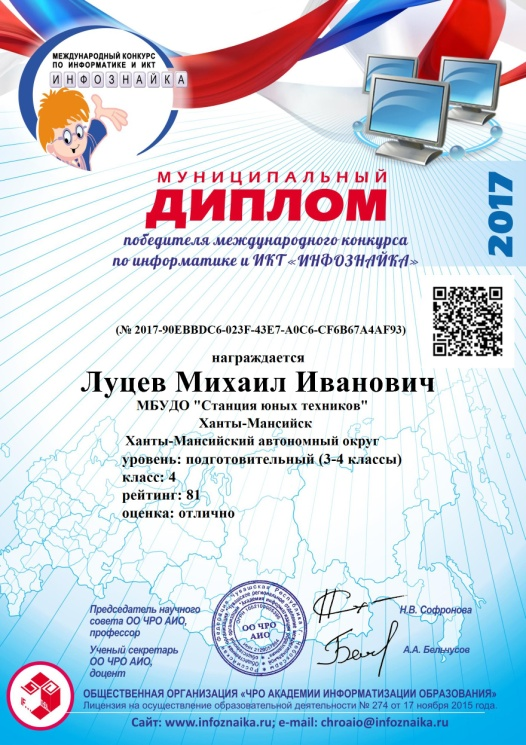 МЕЖДУНАРОДНЫЙ КОНКУРС
ПО ИНФОРМАТИКЕ И ИКТ
ИНФОЗНАЙКА
МУНИЦИПАЛЬНЫЙ
ДИПЛОМ
2017
победителя международного конкурса
по информатике и ИКТ «ИНФОЗНАЙКА»
(№ 2017-90EBBDC6-023F-43E7-A0C6-CF6B67A4AF93)
награждается
Луцев Михаил Иванович
МБУДО "Станция юных техников"
Ханты-Мансийск
Ханты-Мансийский автономный округ
уровень: подготовительный (3-4 классы)
класс: 4
рейтинг: 81
оценка: отлично
Председатель научного
совета ОО ЧРО АИО,
профессор
Н.В. Софронова
Ученый секретарь
ОО ЧРО АИО,
доцент
А.А. Бельчусов
ОО ЧРО
АИО
ОБЩЕСТВЕННАЯ ОРГАНИЗАЦИЯ «ЧРО АКАДЕМИИ ИНФОРМАТИЗАЦИИ ОБРАЗОВАНИЯ»
Лицензия на осуществление образовательной деятельности № 274 от 17 ноября 2015 года.
Сайт: www.infoznaika.ru; e-mail: chroaio@infoznaika.ru